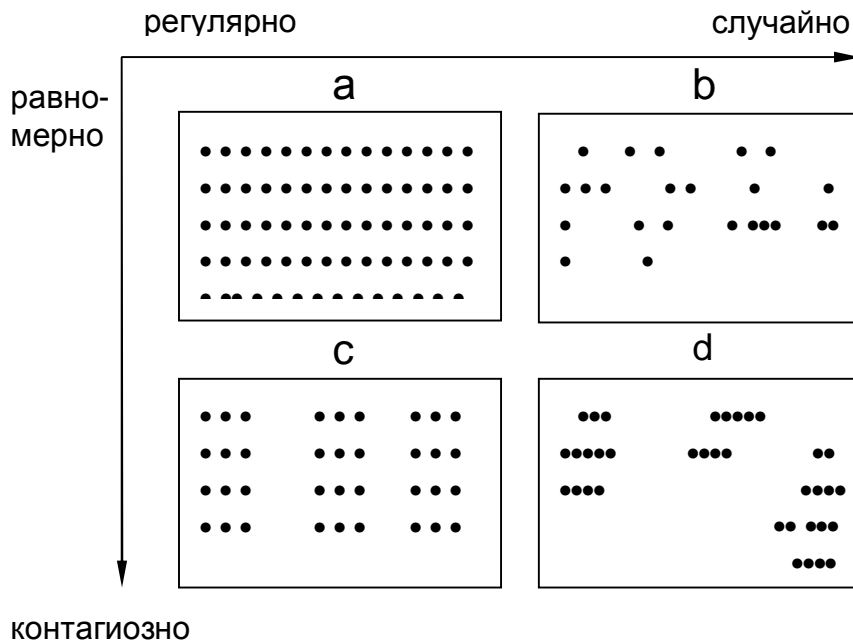 регулярно
случайно
равно-
мерно
a
b
c
d
контагиозно